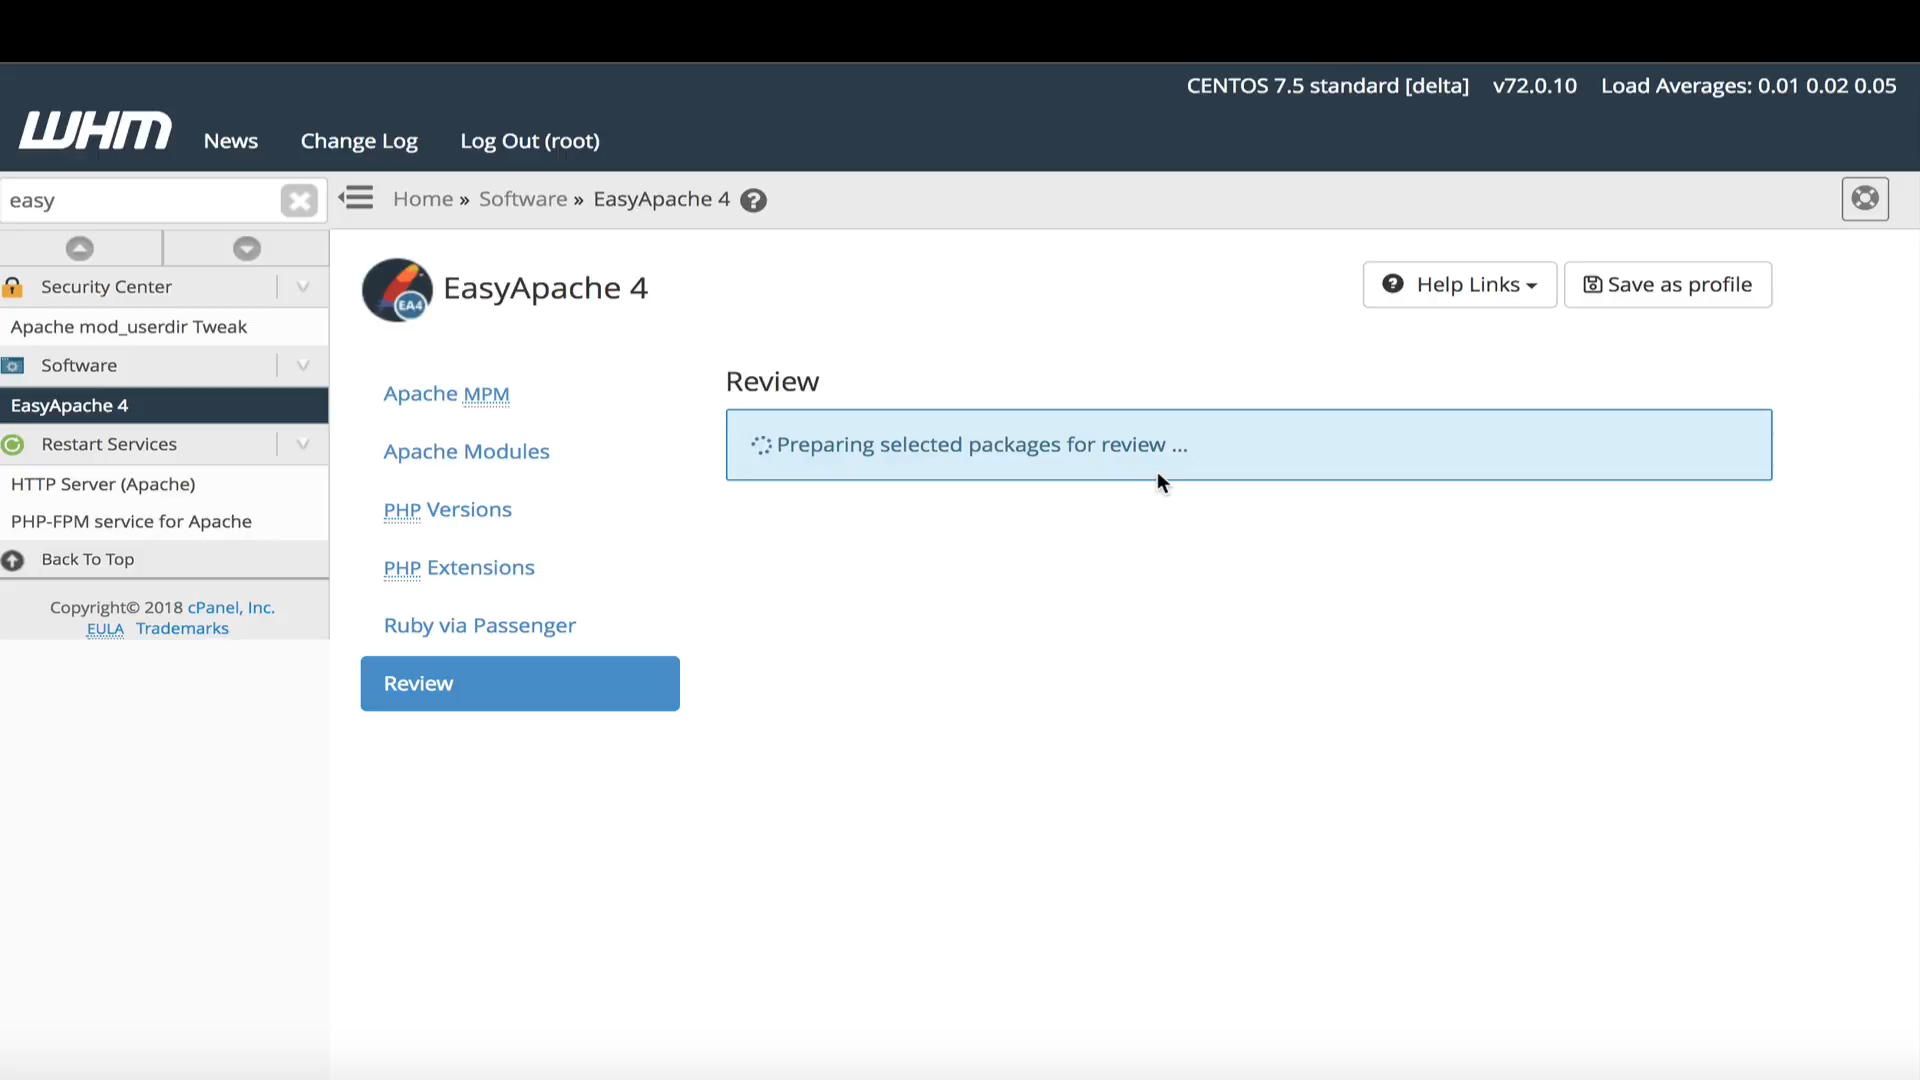 CENTOS 7.5 standard [delta] v72.0.10 Load Averages: 0.01 0.02 0.05
WHM News Change Log Log Out (root)
easy
Home » Software » EasyApache 4 ?
Security Center
Apache mod_userdir Tweak
Software
EasyApache 4
Restart Services
HTTP Server (Apache)
PHP-FPM service for Apache
Back To Top
Copyright© 2018 cPanel, Inc.
EULA Trademarks
EA4 EasyApache 4
? Help Links
Save as profile
Apache MPM
Apache Modules
PHP Versions
PHP Extensions
Ruby via Passenger
Review
Review
Preparing selected packages for review ...